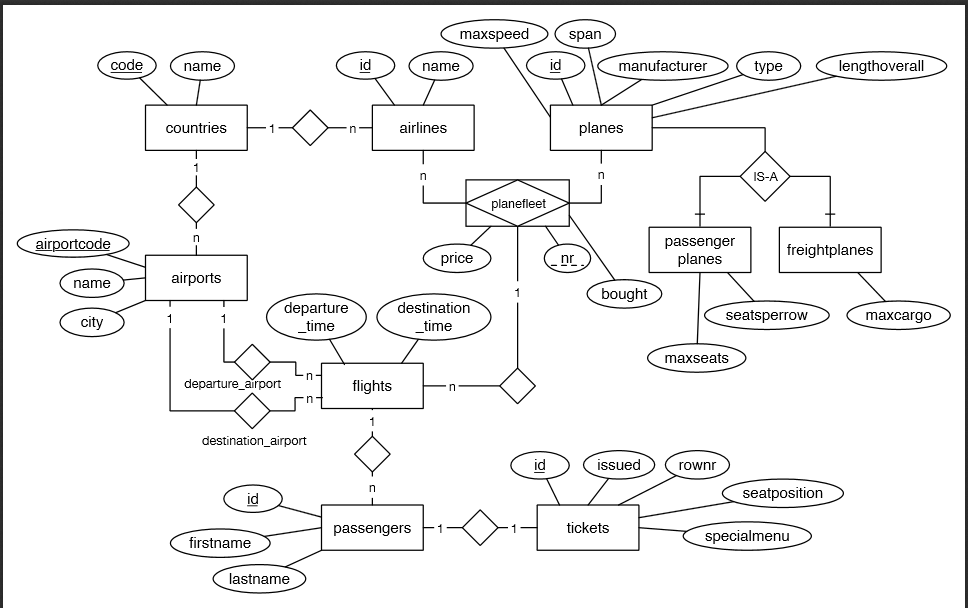 maxspeed
span
code
name
id
name
id
manufacturer
type
lengthoverall
countries
1
n
airlines
planes
1
n
n
IS-A
planefleet
n
airportcode
airports
name
city
price
nr
bought
passenger
planes
freightplanes
seatsperrow
maxcargo
maxseats
1
1
1
departure
_time
destination
_time
departure_airport
n
n
flights
n
destination_airport
1
n
id
firstname
lastname
passengers
1
1
tickets
id
issued
rownr
seatposition
specialmenu